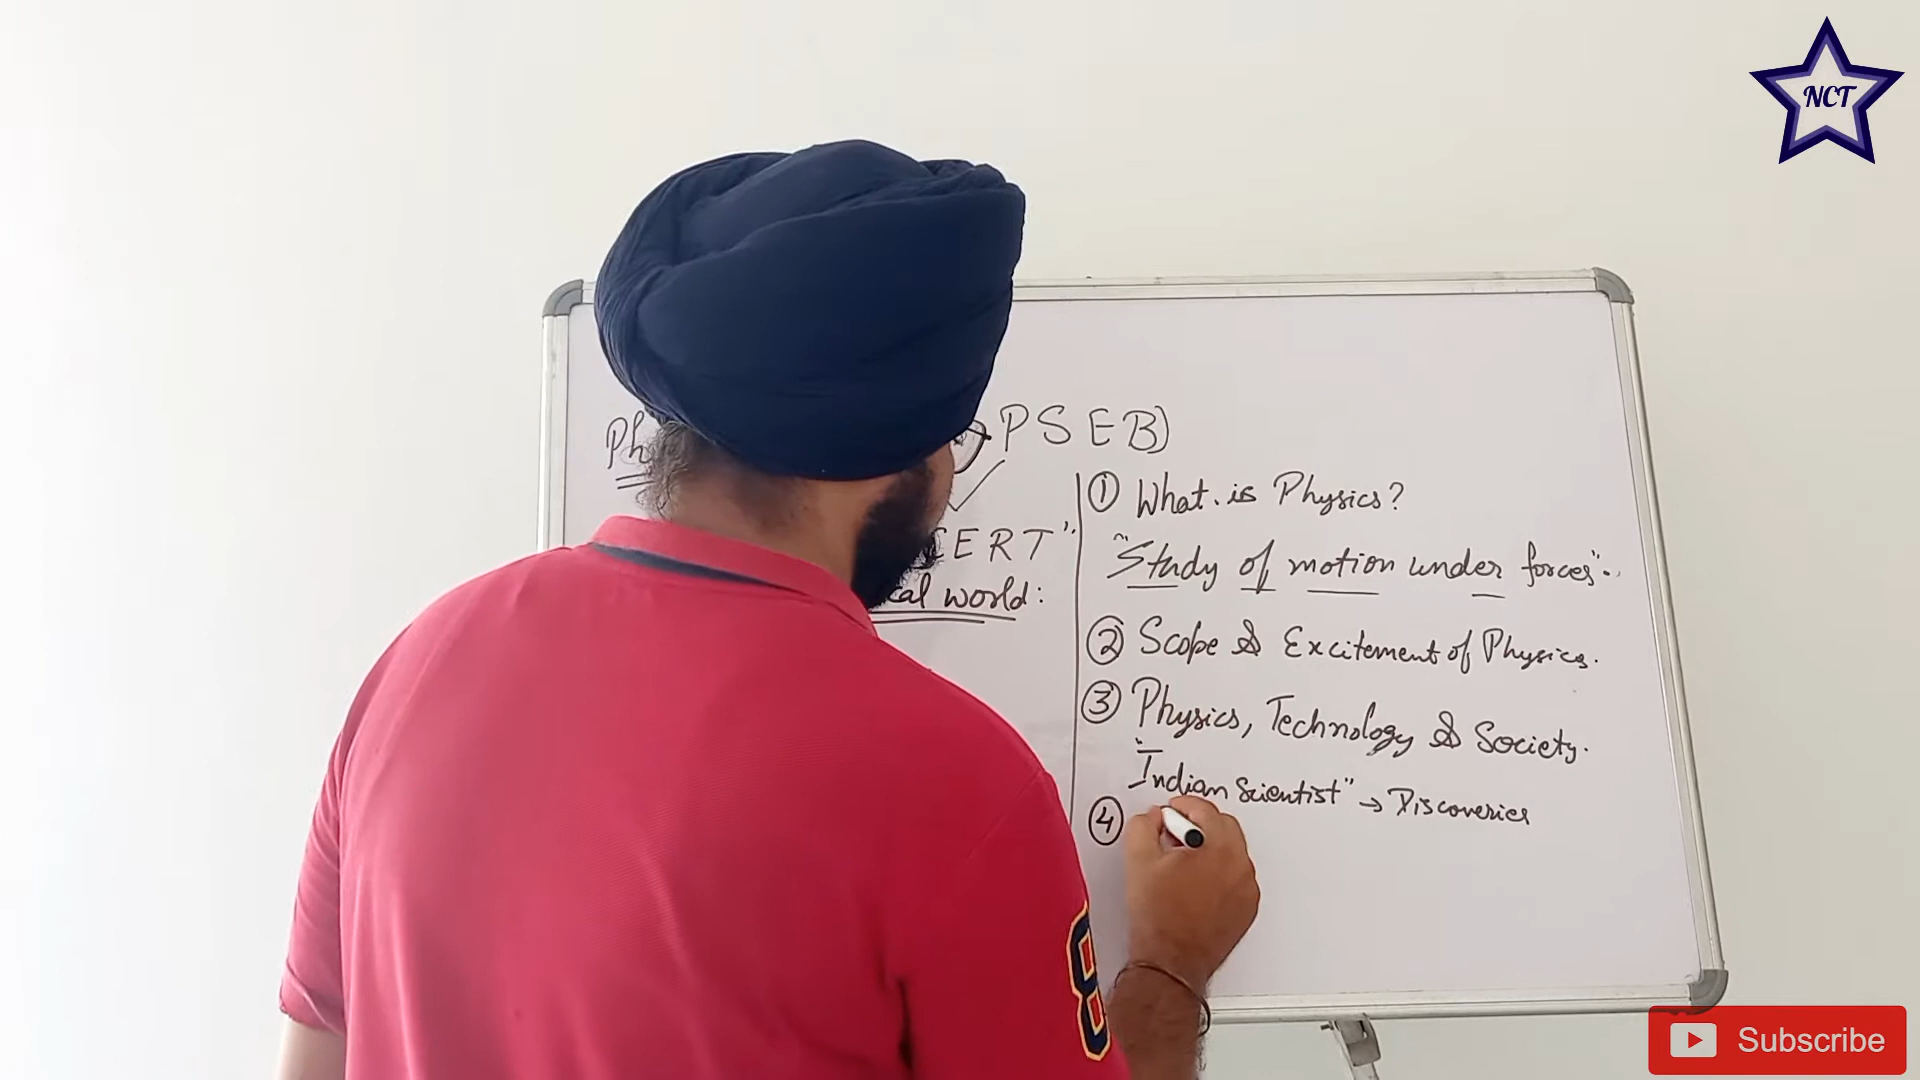 NCT
PSEB)
CERT"
cal world:
① What is Physics?
"Study of motion under forces".
② Scope & Excitement of Physics.
③ Physics, Technology & Society.
"Indian Scientist" → Discoveries
④
8
Subscribe